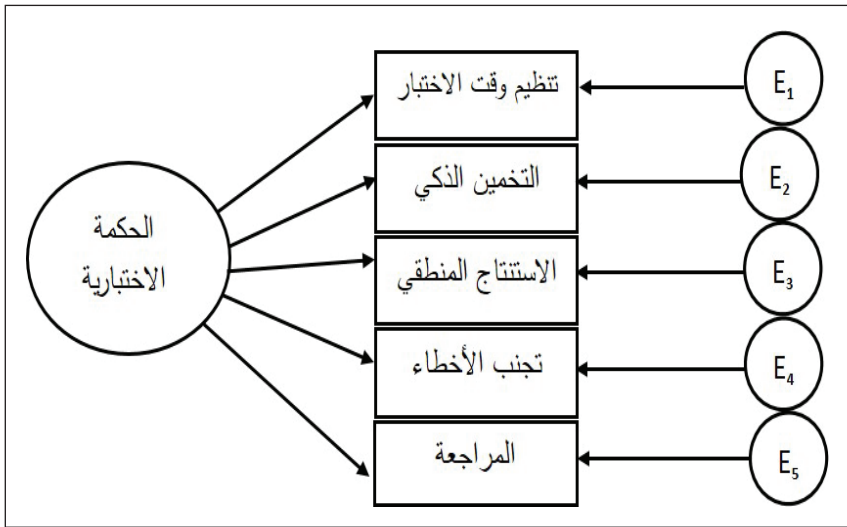 تنظيم وقت الاختبار
E1
التخمين الذكي
E2
الحكمة
الاختبارية
الاستنتاج المنطقي
E3
تجنب الأخطاء
E4
المراجعة
E5